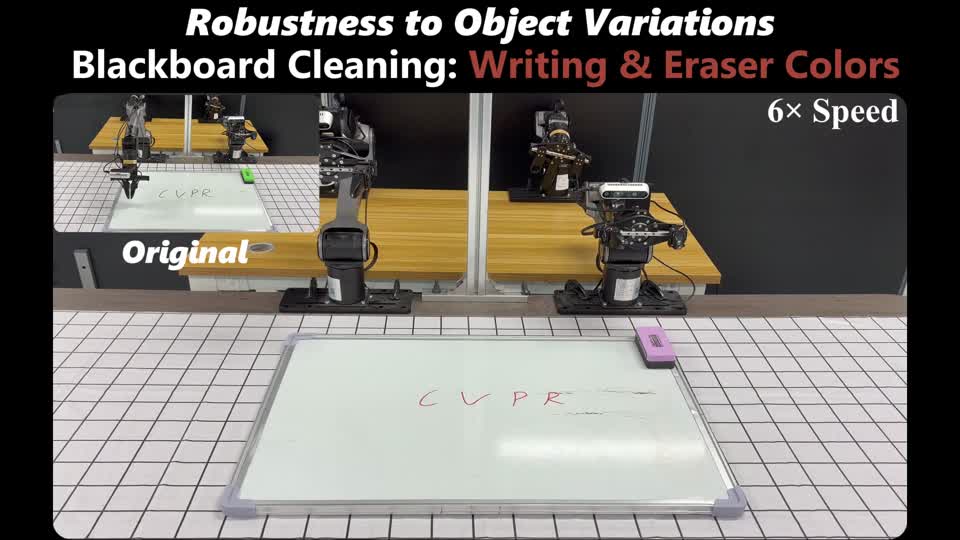 Robustness to Object Variations
Blackboard Cleaning: Writing & Eraser Colors
6× Speed
C V P R
Original
C V P R